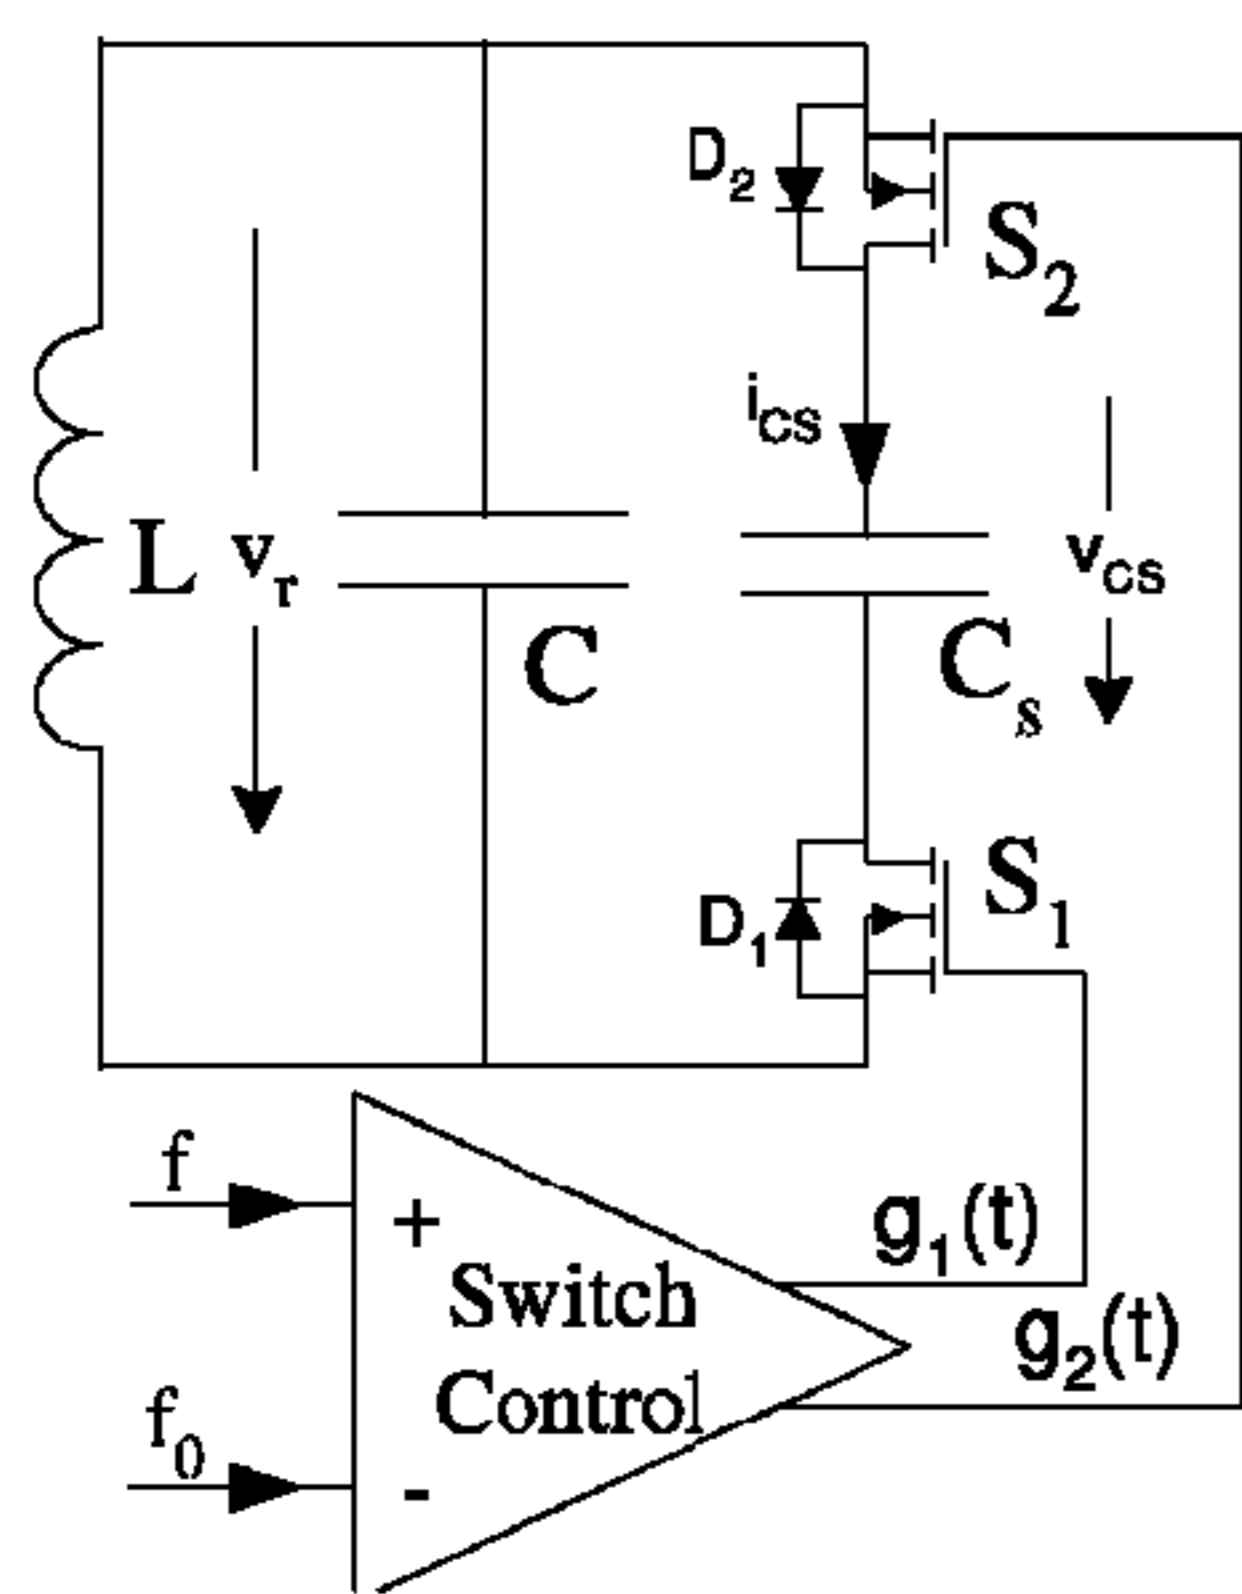 D2
S2
iCS
L
vr
vCS
C
Cs
S1
D1
f
+
g1(t)
Switch
Control
g2(t)
f0
-